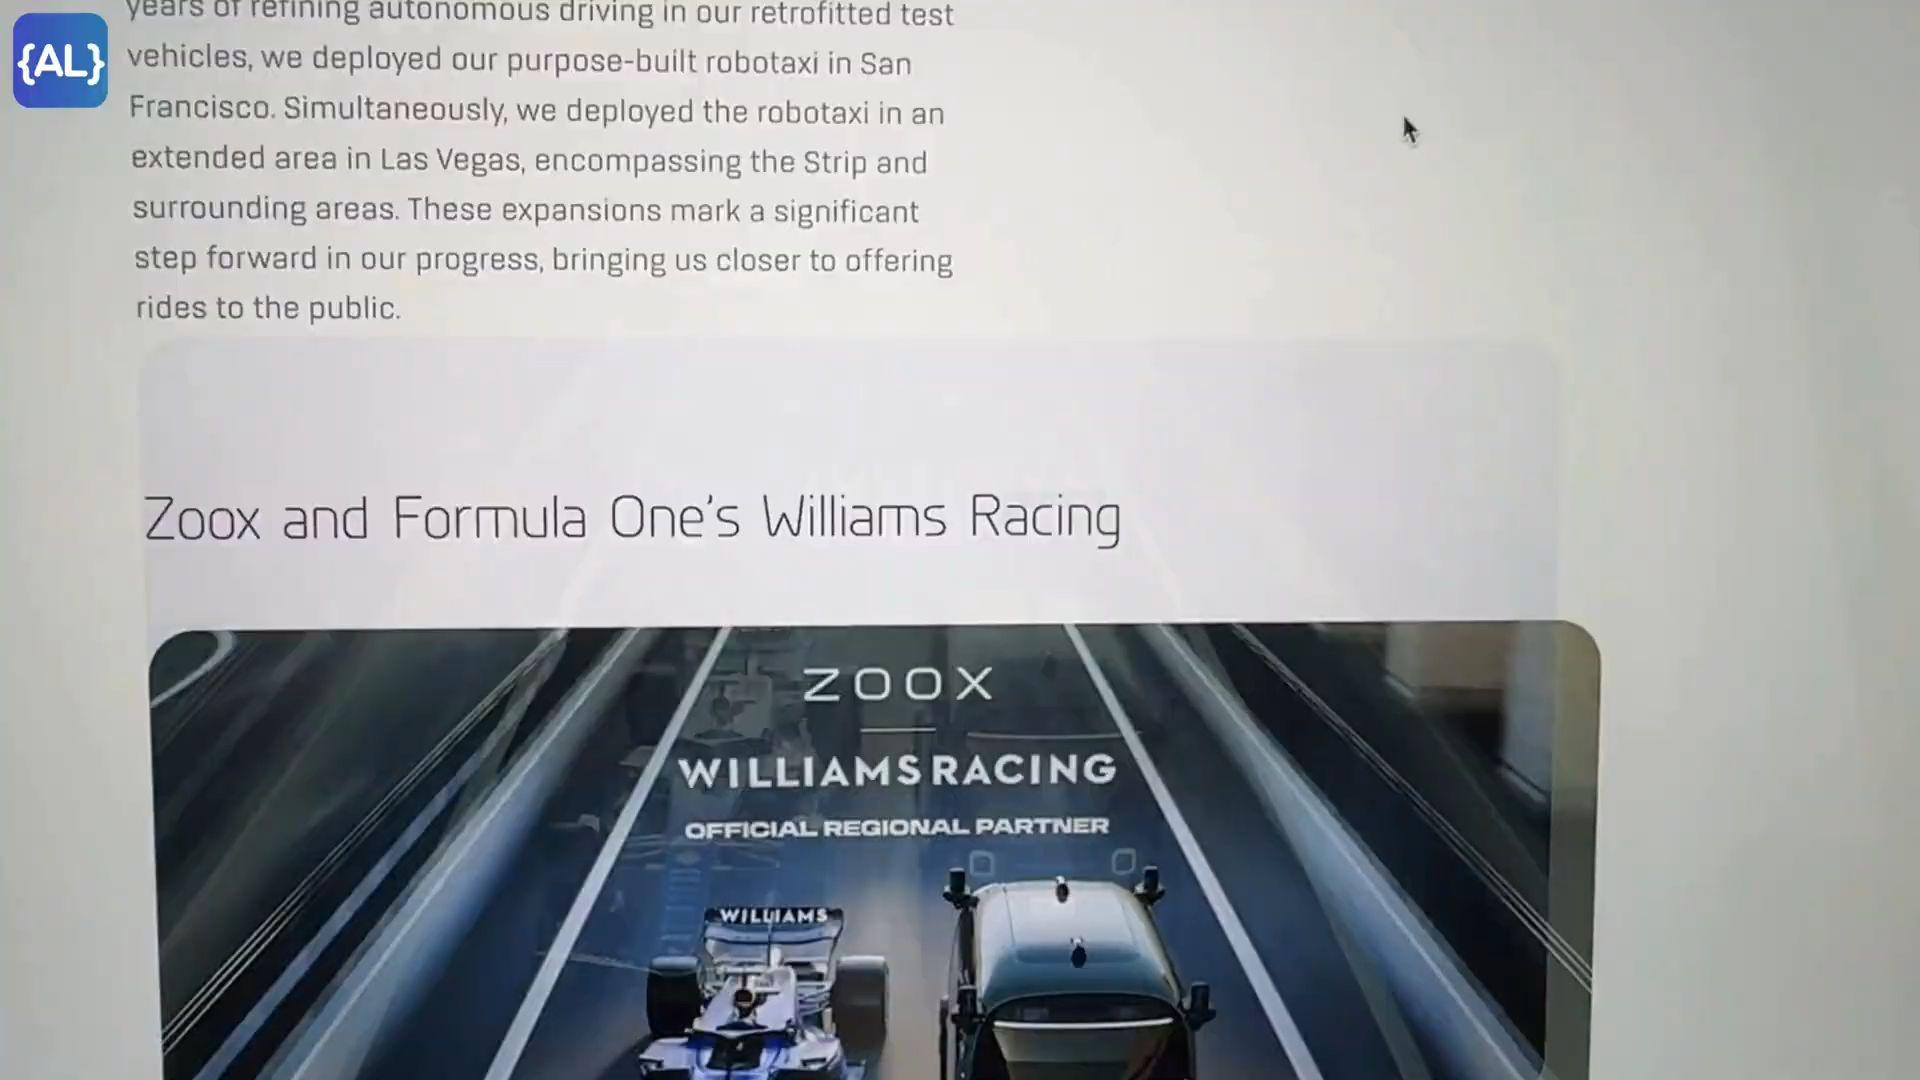 {AL}
years of refining autonomous driving in our retrofitted test
vehicles, we deployed our purpose-built robotaxi in San
Francisco. Simultaneously, we deployed the robotaxi in an
extended area in Las Vegas, encompassing the Strip and
surrounding areas. These expansions mark a significant
step forward in our progress, bringing us closer to offering
rides to the public.
Zoox and Formula One's Williams Racing
ZOOX
WILLIAMS RACING
OFFICIAL REGIONAL PARTNER
WILLIAMS